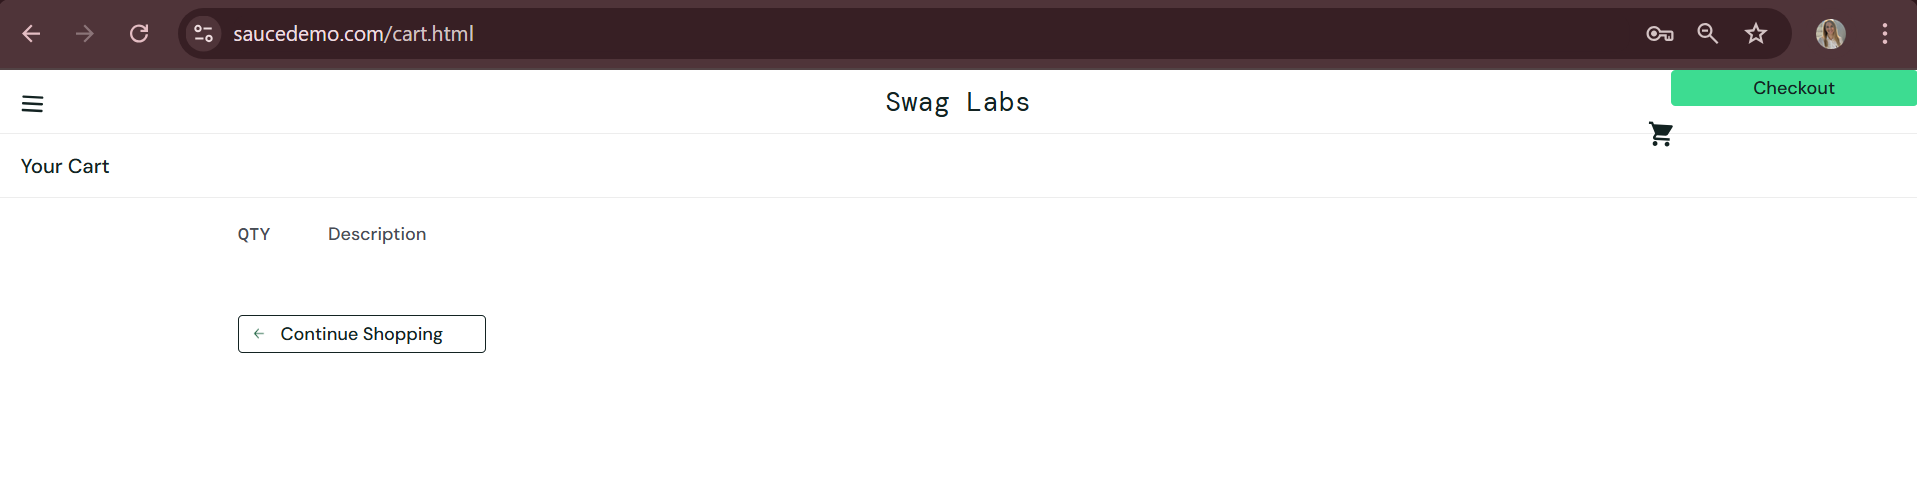 saucedemo.com/cart.html
Swag Labs
Checkout
Your Cart
QTY Description
Continue Shopping